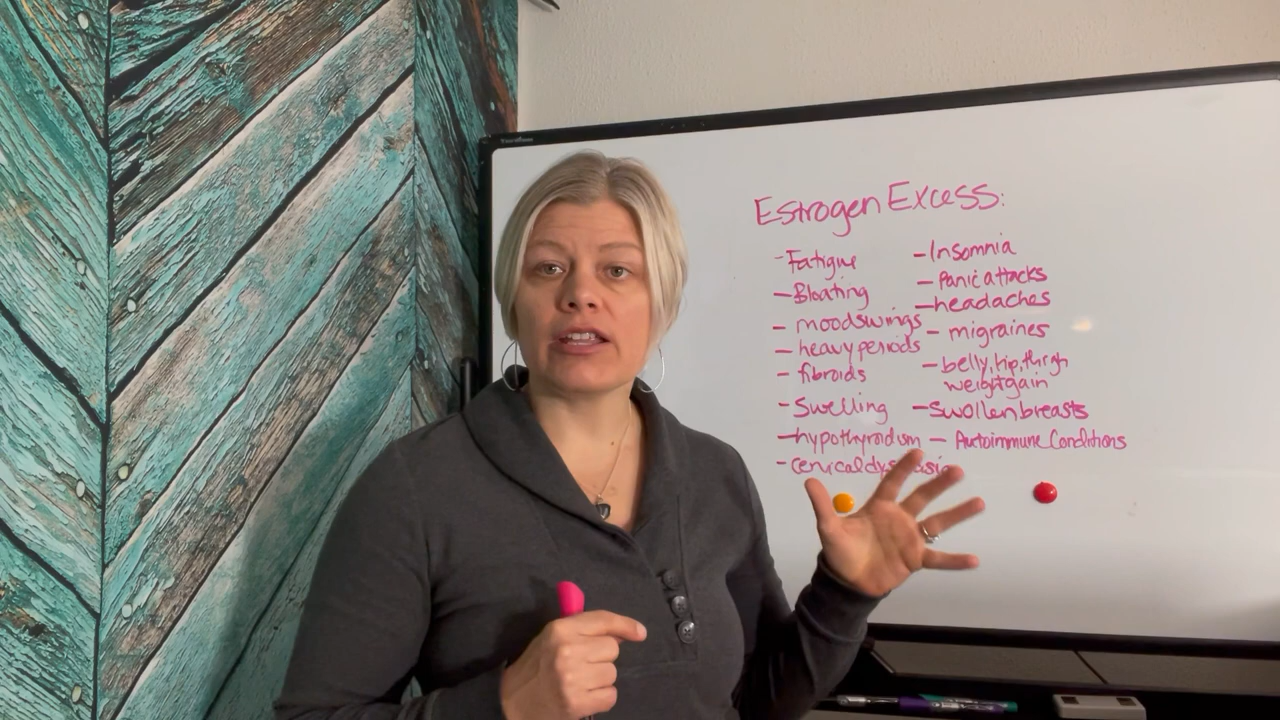 Estrogen Excess:
- Fatigue
- Bloating
- moodswings
- heavy periods
- fibroids
- Swelling
- hypothyroidism
- cervical
- Insomnia
- Panic attacks
- headaches
- migraines
- belly, hip, thigh
weight gain
- Swollen breasts
- Autoimmune Conditions